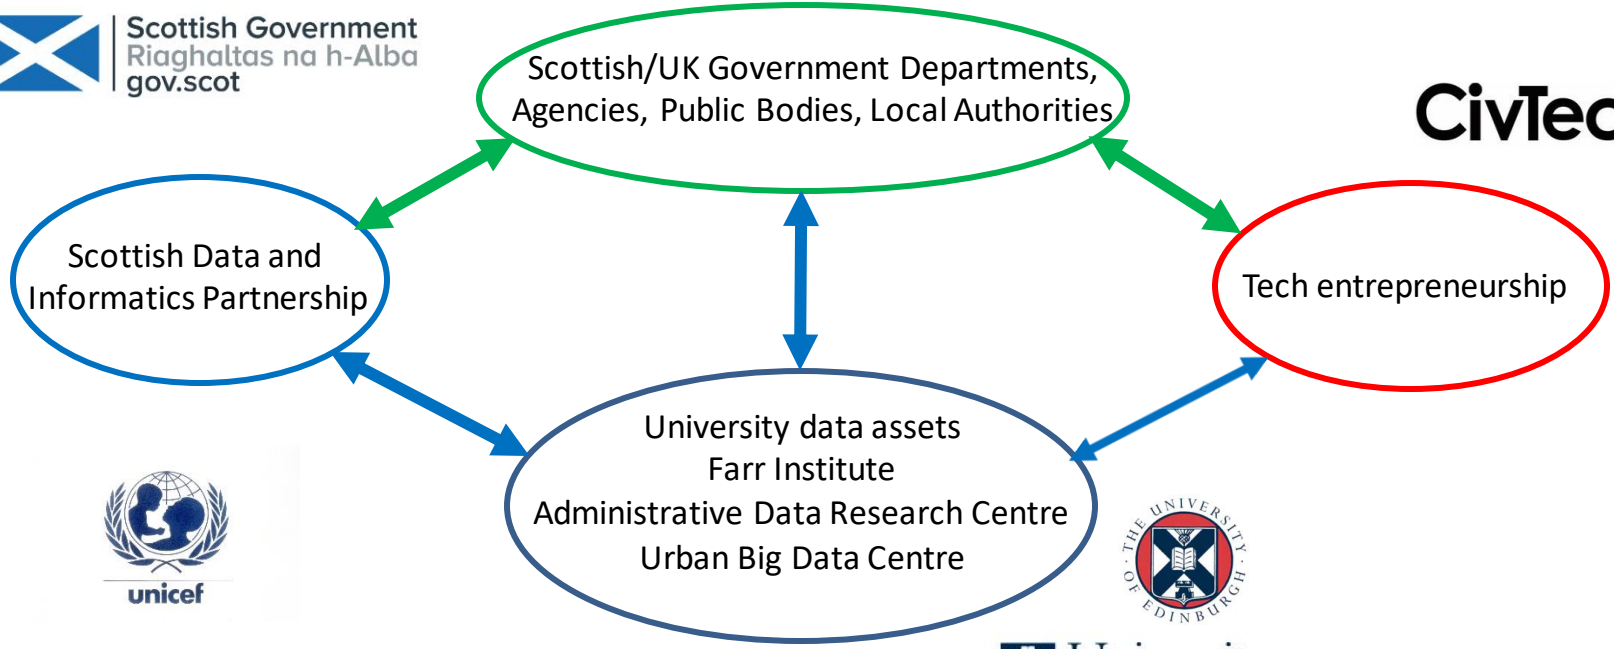 Scottish Government
Riaghaltas na h-Alba
gov.scot
Scottish/UK Government Departments,
Agencies, Public Bodies, Local Authorities
CivTec
Scottish Data and
Informatics Partnership
Tech entrepreneurship
University data assets
Farr Institute
Administrative Data Research Centre
Urban Big Data Centre
unicef
THE UNIVERSITY OF EDINBURGH